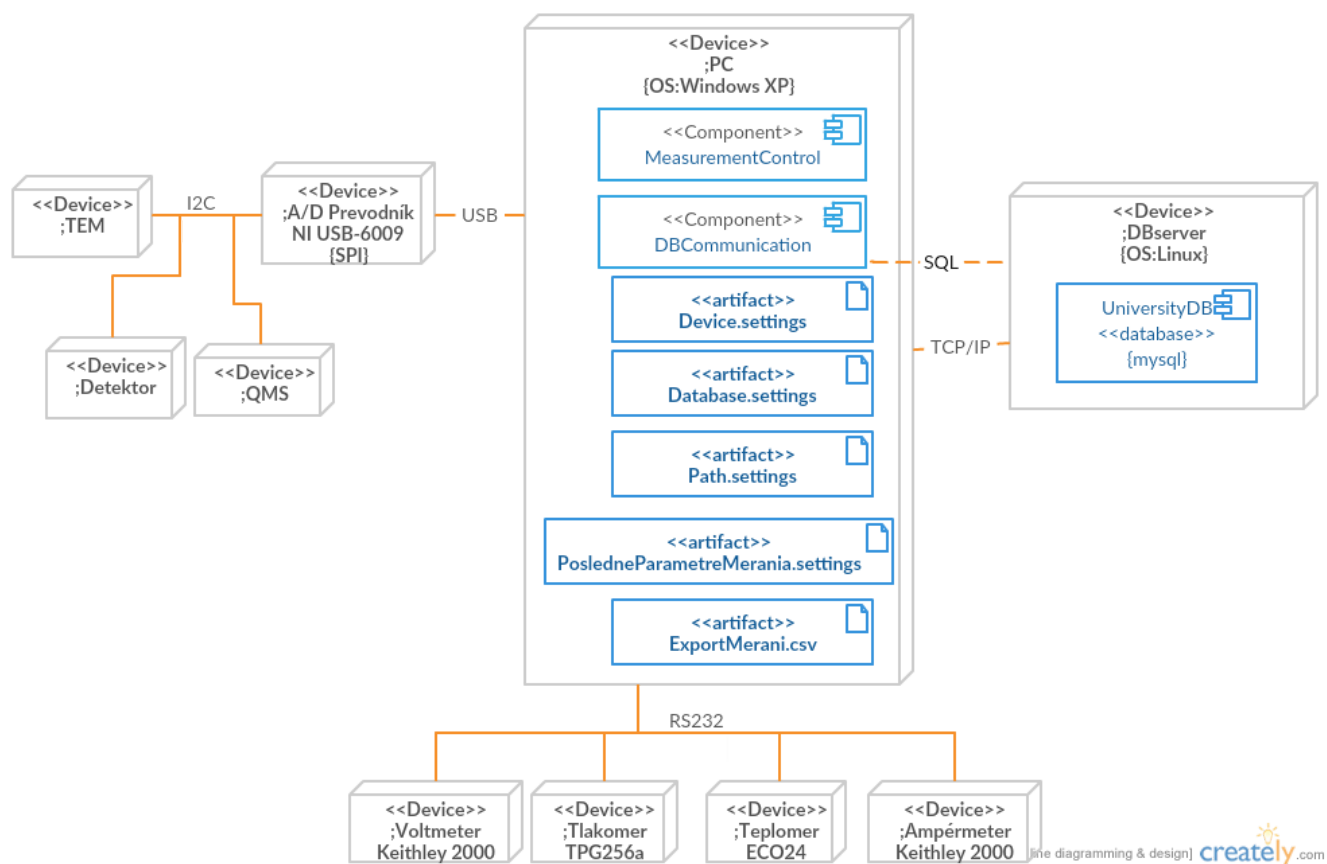 <<Device>>
;PC
{OS:Windows XP}
<<Component>>
MeasurementControl
<<Component>>
DBCommunication
<<artifact>>
Device.settings
<<artifact>>
Database.settings
<<artifact>>
Path.settings
<<artifact>>
PosledneParametreMerania.settings
<<artifact>>
ExportMerani.csv
<<Device>>
;TEM
I2C
<<Device>>
;A/D Prevodník
NI USB-6009
{SPI}
USB
<<Device>>
;Detektor
<<Device>>
;QMS
SQL
TCP/IP
<<Device>>
;DBserver
{OS:Linux}
UniversityDB
<<database>>
{mysql}
RS232
<<Device>>
;Voltmeter
Keithley 2000
<<Device>>
;Tlakomer
TPG256a
<<Device>>
;Teplomer
ECO24
<<Device>>
;Ampérmeter
Keithley 2000
line diagramming & design] creately.com